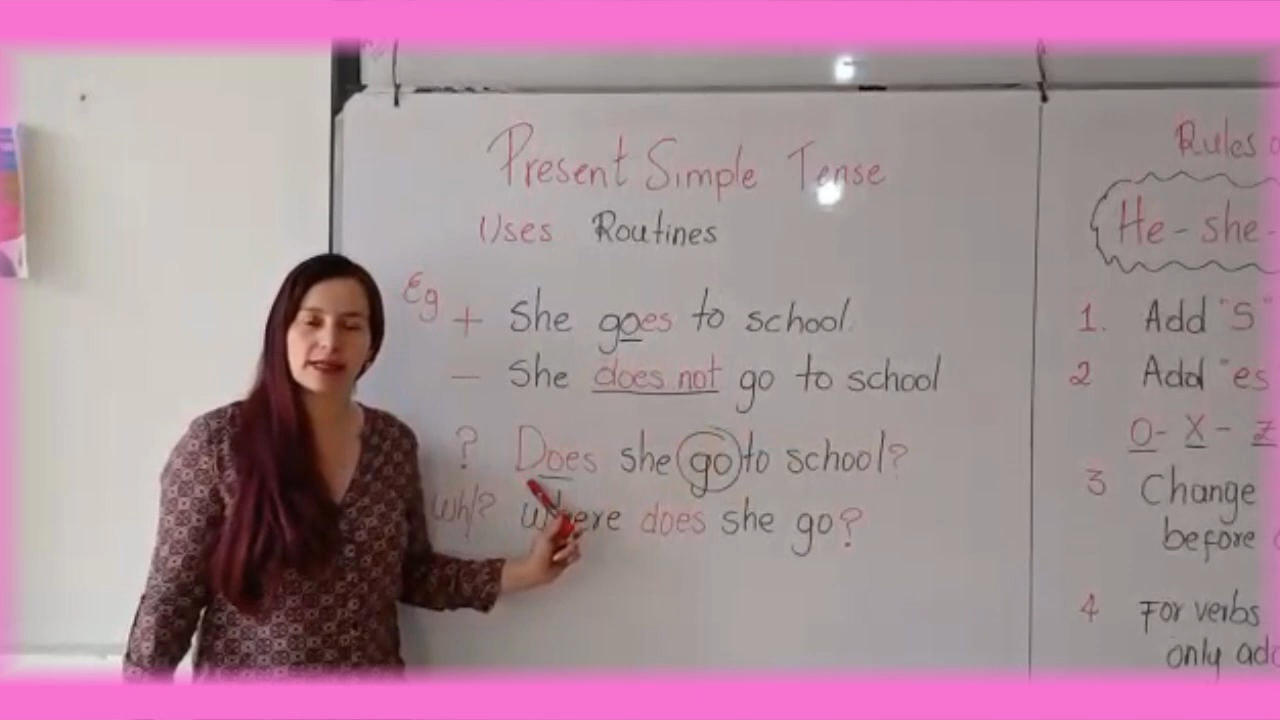 Present Simple Tense
Uses Routines
Eg + She goes to school.
— She does not go to school
? Does she go to school?
Wh/? Where does she go?
Rules
He - she -
1. Add "S"
2 Add "es
O - X - Z
3 Change
before
4 For verbs
only add